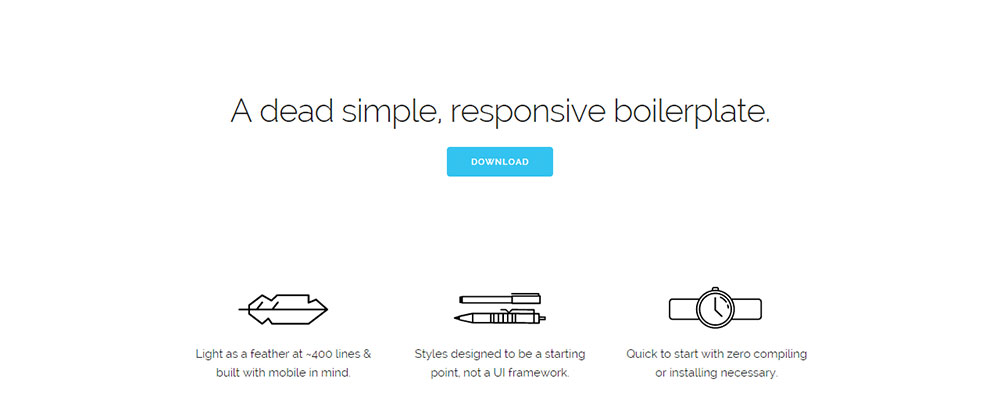 A dead simple, responsive boilerplate.
DOWNLOAD
Light as a feather at ~400 lines &
built with mobile in mind.
Styles designed to be a starting
point, not a UI framework.
Quick to start with zero compiling
or installing necessary.